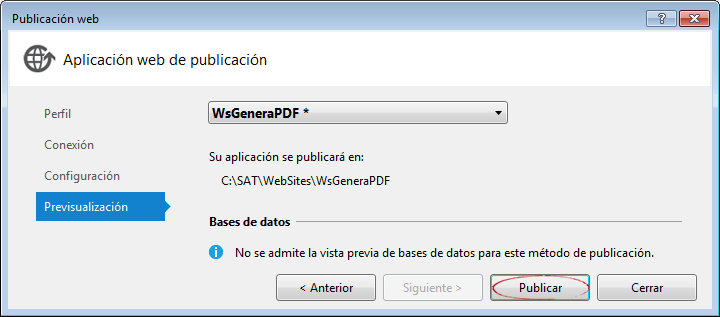 Publicación web
Aplicación web de publicación
Perfil
Conexión
Configuración
Previsualización
WsGeneraPDF *
Su aplicación se publicará en:
C:\SAT\WebSites\WsGeneraPDF
Bases de datos
No se admite la vista previa de bases de datos para este método de publicación.
< Anterior
Siguiente >
Publicar
Cerrar